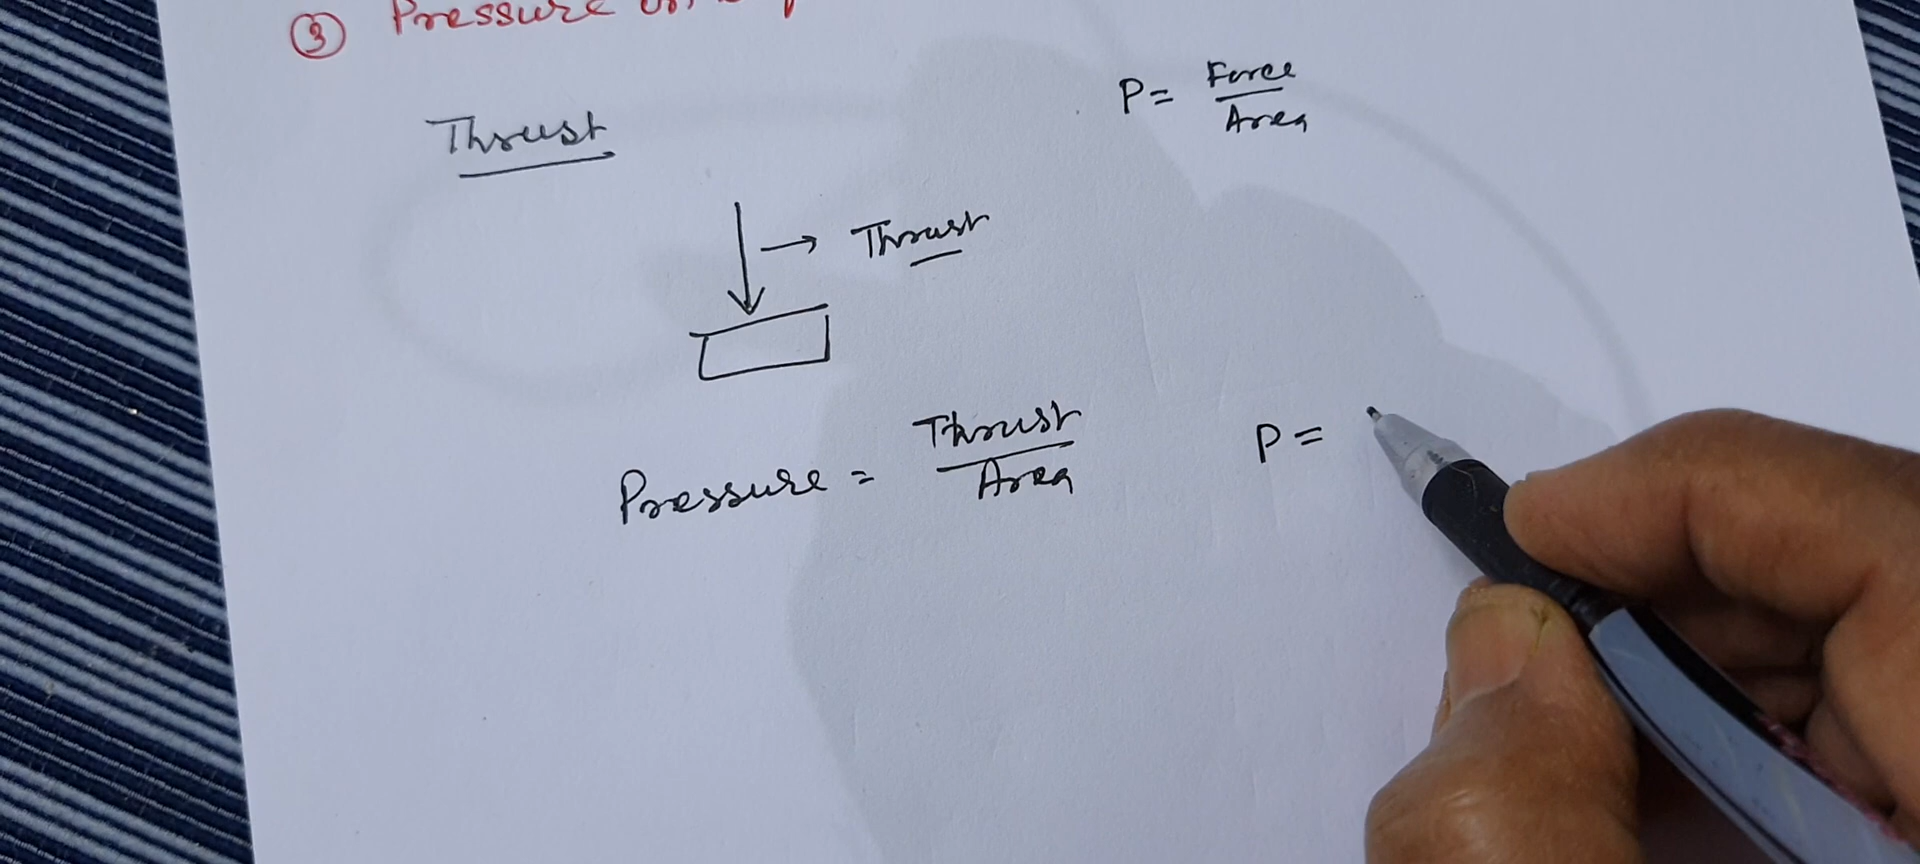 ③ Pressure
P = Force / Area
Thrust
→ Thrust
Pressure = Thrust / Area
P =